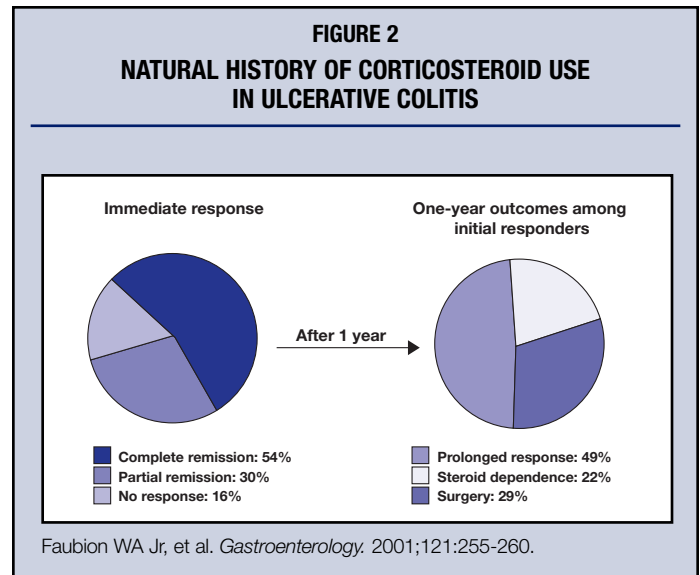 FIGURE 2
NATURAL HISTORY OF CORTICOSTEROID USE
IN ULCERATIVE COLITIS
Immediate response
One-year outcomes among
initial responders
After 1 year
Complete remission: 54%
Partial remission: 30%
No response: 16%
Prolonged response: 49%
Steroid dependence: 22%
Surgery: 29%
Faubion WA Jr, et al. Gastroenterology. 2001;121:255-260.